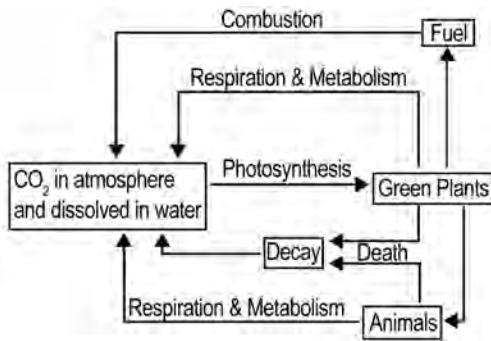 Combustion
Fuel
Respiration & Metabolism
CO₂ in atmosphere
and dissolved in water
Photosynthesis
Green Plants
Decay
Death
Respiration & Metabolism
Animals